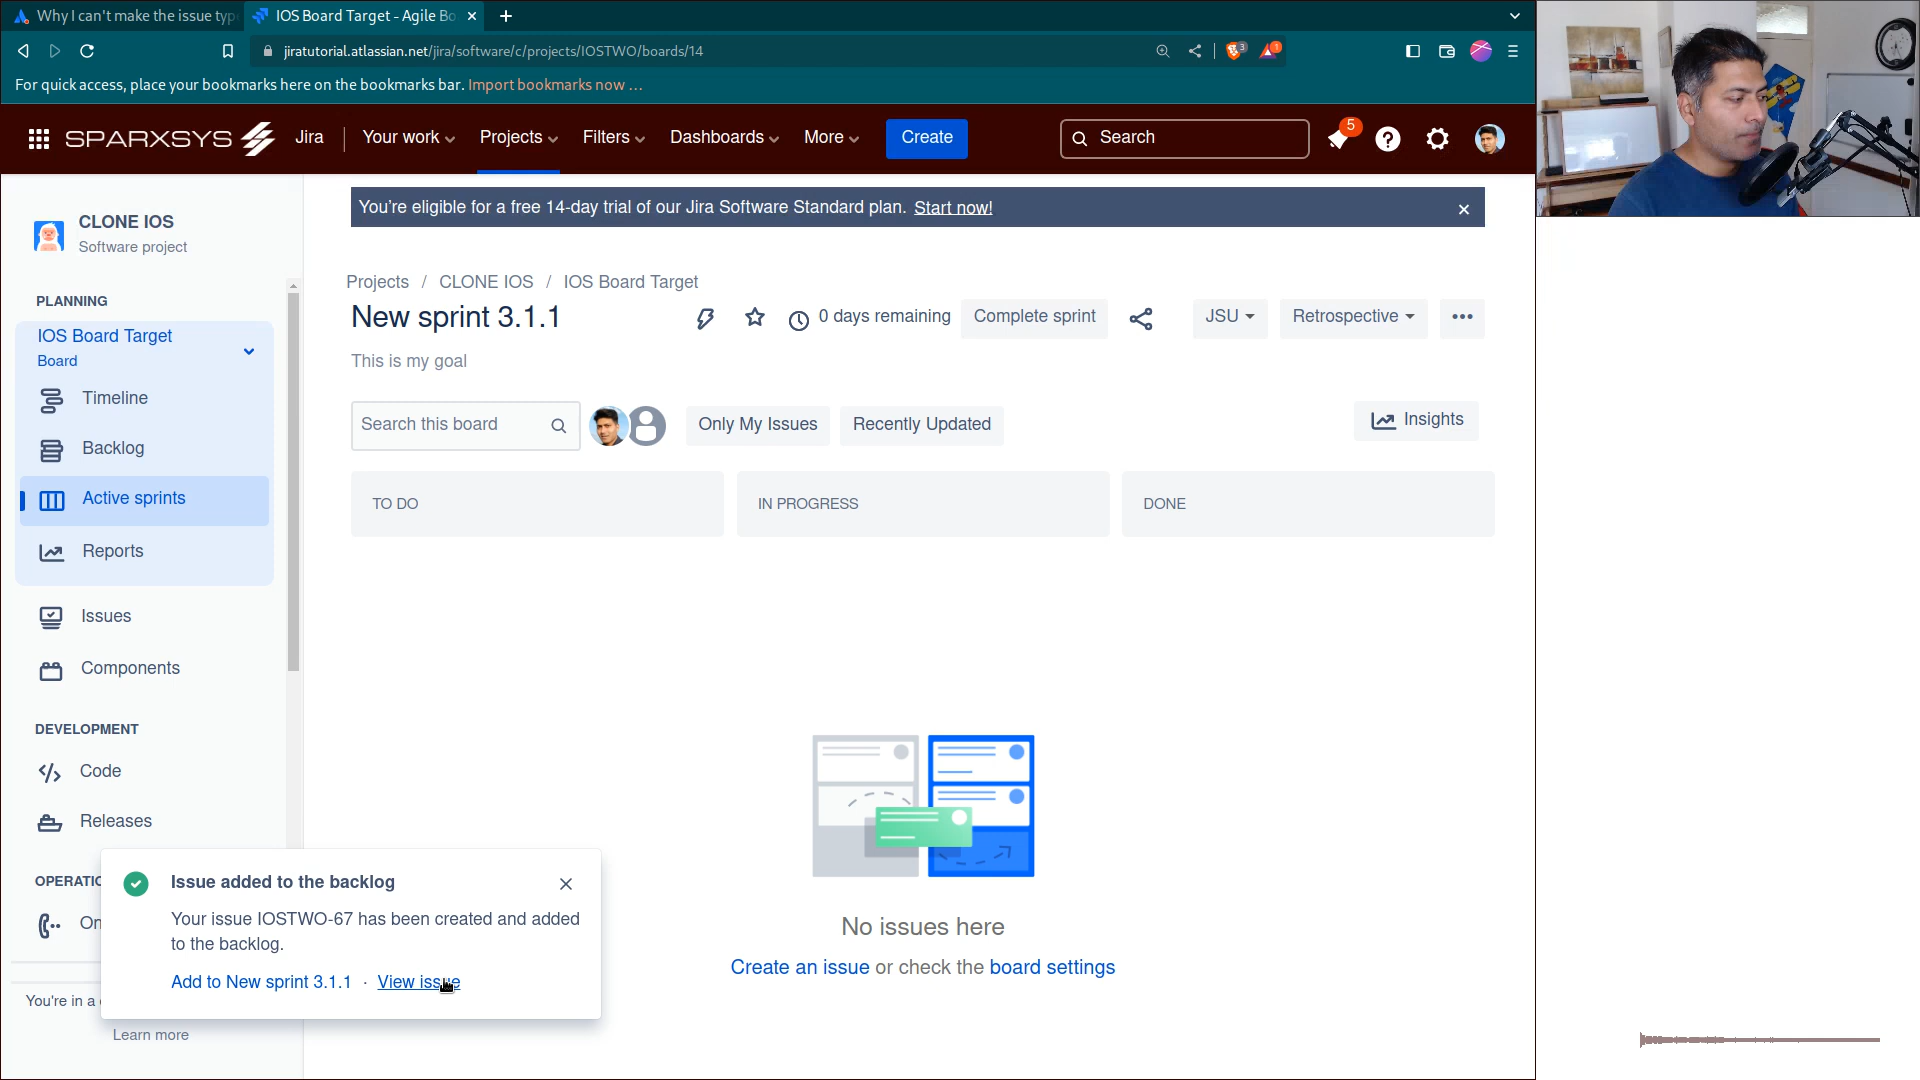 Why I can't make the issue typ
IOS Board Target - Agile Bo
jiratutorial.atlassian.net/jira/software/c/projects/IOSTWO/boards/14
3
1
For quick access, place your bookmarks here on the bookmarks bar. Import bookmarks now ...
SPARXSYS
Jira
Your work
Projects
Filters
Dashboards
More
Create
Search
5
CLONE IOS
Software project
You're eligible for a free 14-day trial of our Jira Software Standard plan. Start now!
Projects / CLONE IOS / IOS Board Target
New sprint 3.1.1
0 days remaining
Complete sprint
JSU
Retrospective
This is my goal
PLANNING
IOS Board Target
Board
Timeline
Backlog
Active sprints
Reports
Issues
Components
DEVELOPMENT
Code
Releases
OPERATIO
On
You're in a
Learn more
Search this board
Only My Issues
Recently Updated
Insights
TO DO
IN PROGRESS
DONE
No issues here
Create an issue or check the board settings
Issue added to the backlog
Your issue IOSTWO-67 has been created and added
to the backlog.
Add to New sprint 3.1.1 · View issue